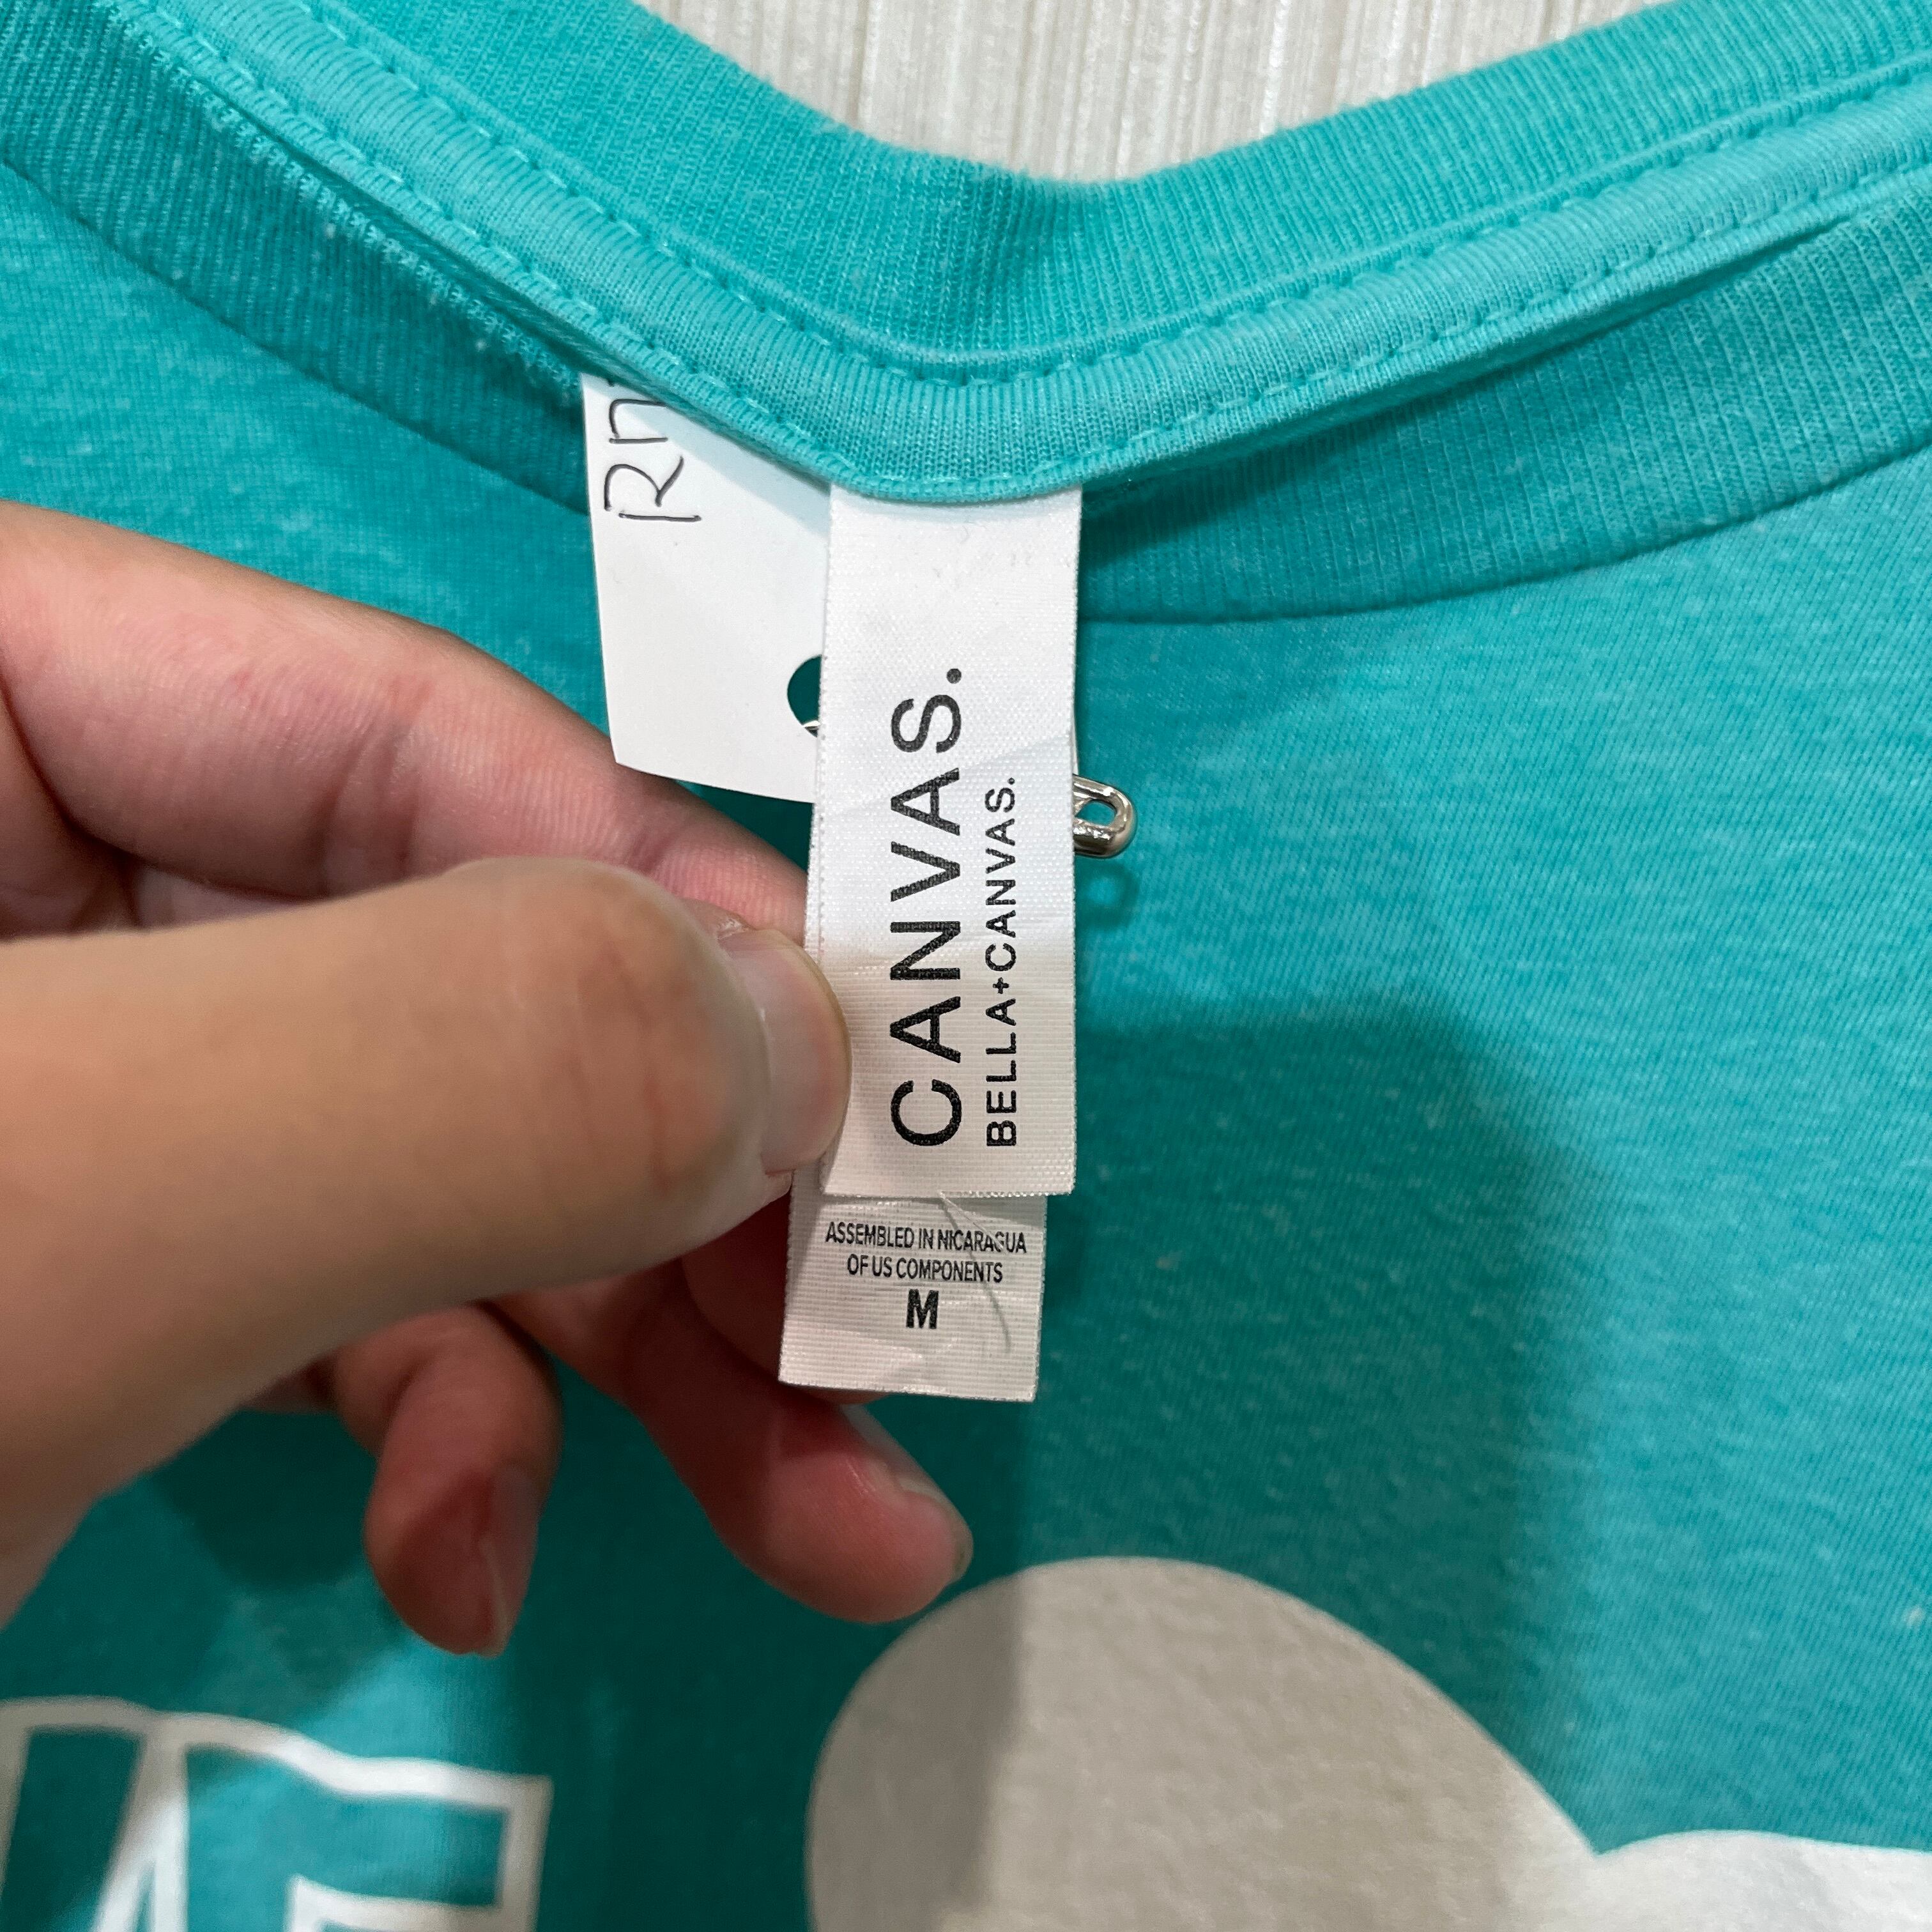 CANVAS.
BELLA+CANVAS.
ASSEMBLED IN NICARAGUA
OF US COMPONENTS
M